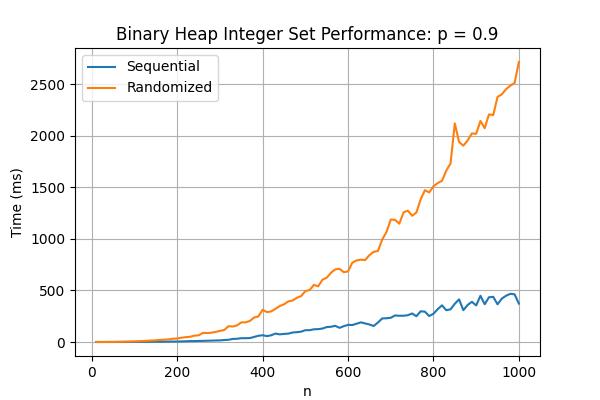 Binary Heap Integer Set Performance: p = 0.9
Sequential
Randomized
Time (ms)
2500
2000
1500
1000
500
0
0 200 400 600 800 1000
n